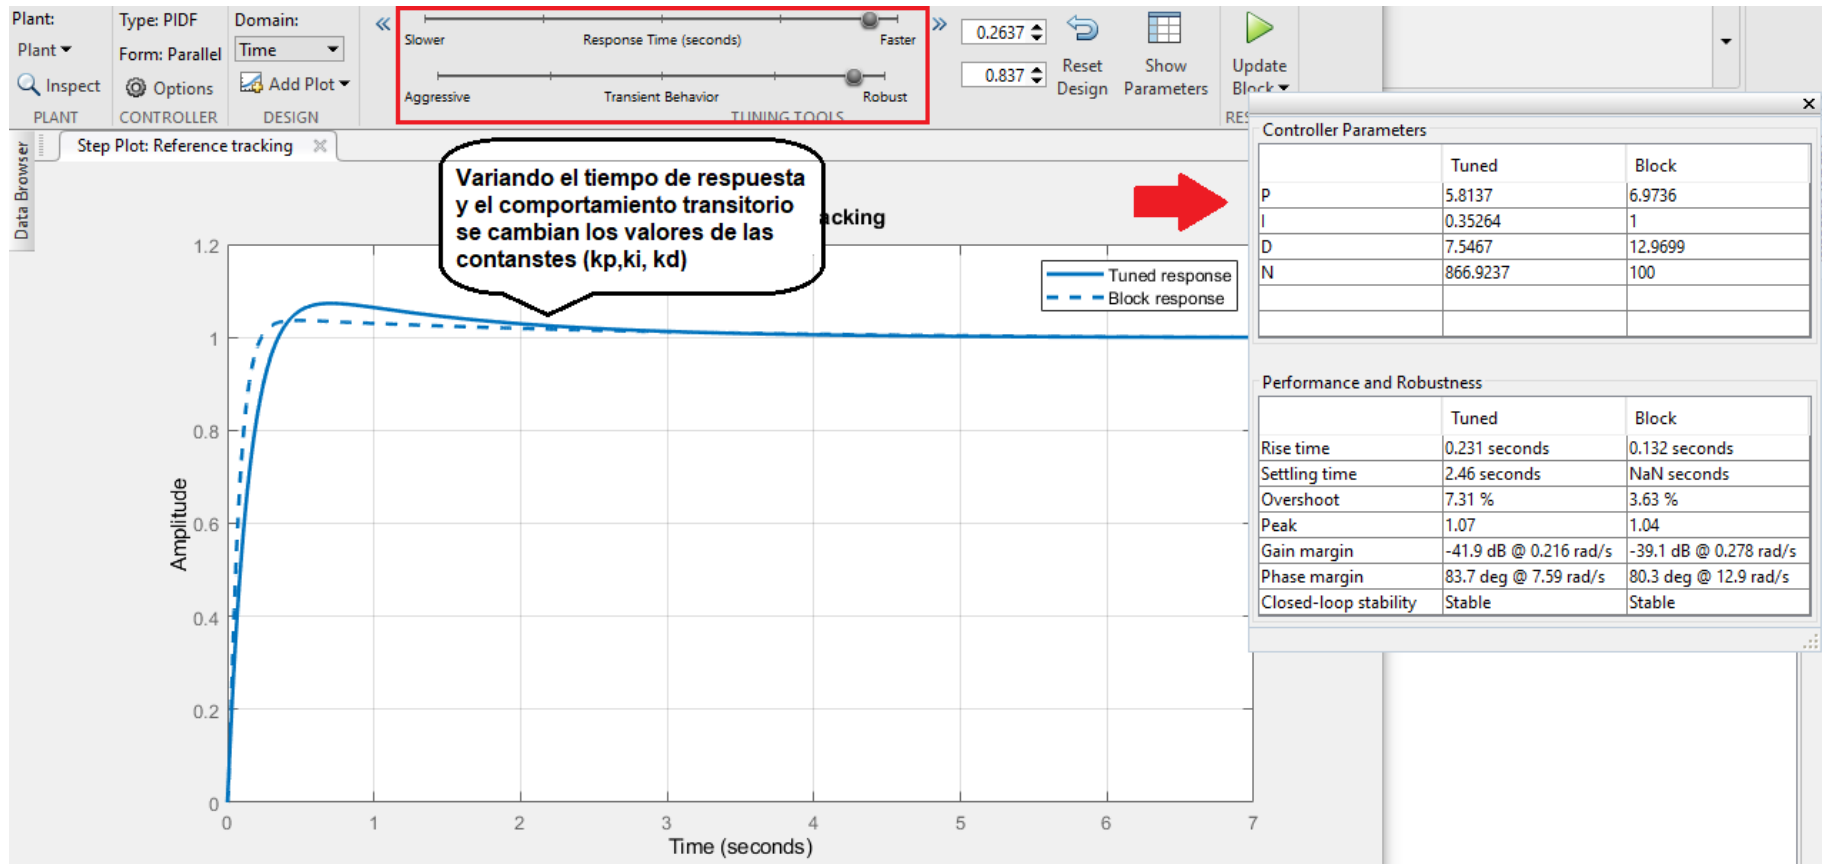 Plant:
Plant
Inspect
PLANT
Type: PIDF
Form: Parallel
Options
CONTROLLER
Domain:
Time
Add Plot
DESIGN
Slower
Response Time (seconds)
Faster
Aggressive
Transient Behavior
Robust
TUNING TOOLS
0.2637
0.837
Reset
Design
Show
Parameters
Update
Block
RES
Data Browser
Step Plot: Reference tracking
Variando el tiempo de respuesta
y el comportamiento transitorio
se cambian los valores de las
contanstes (kp,ki, kd)
acking
Tuned response
Block response
Amplitude
1.2
1
0.8
0.6
0.4
0.2
0
0 1 2 3 4 5 6 7
Time (seconds)
Controller Parameters
Tuned Block
P 5.8137 6.9736
I 0.35264 1
D 7.5467 12.9699
N 866.9237 100
Performance and Robustness
Tuned Block
Rise time 0.231 seconds 0.132 seconds
Settling time 2.46 seconds NaN seconds
Overshoot 7.31 % 3.63 %
Peak 1.07 1.04
Gain margin -41.9 dB @ 0.216 rad/s -39.1 dB @ 0.278 rad/s
Phase margin 83.7 deg @ 7.59 rad/s 80.3 deg @ 12.9 rad/s
Closed-loop stability Stable Stable